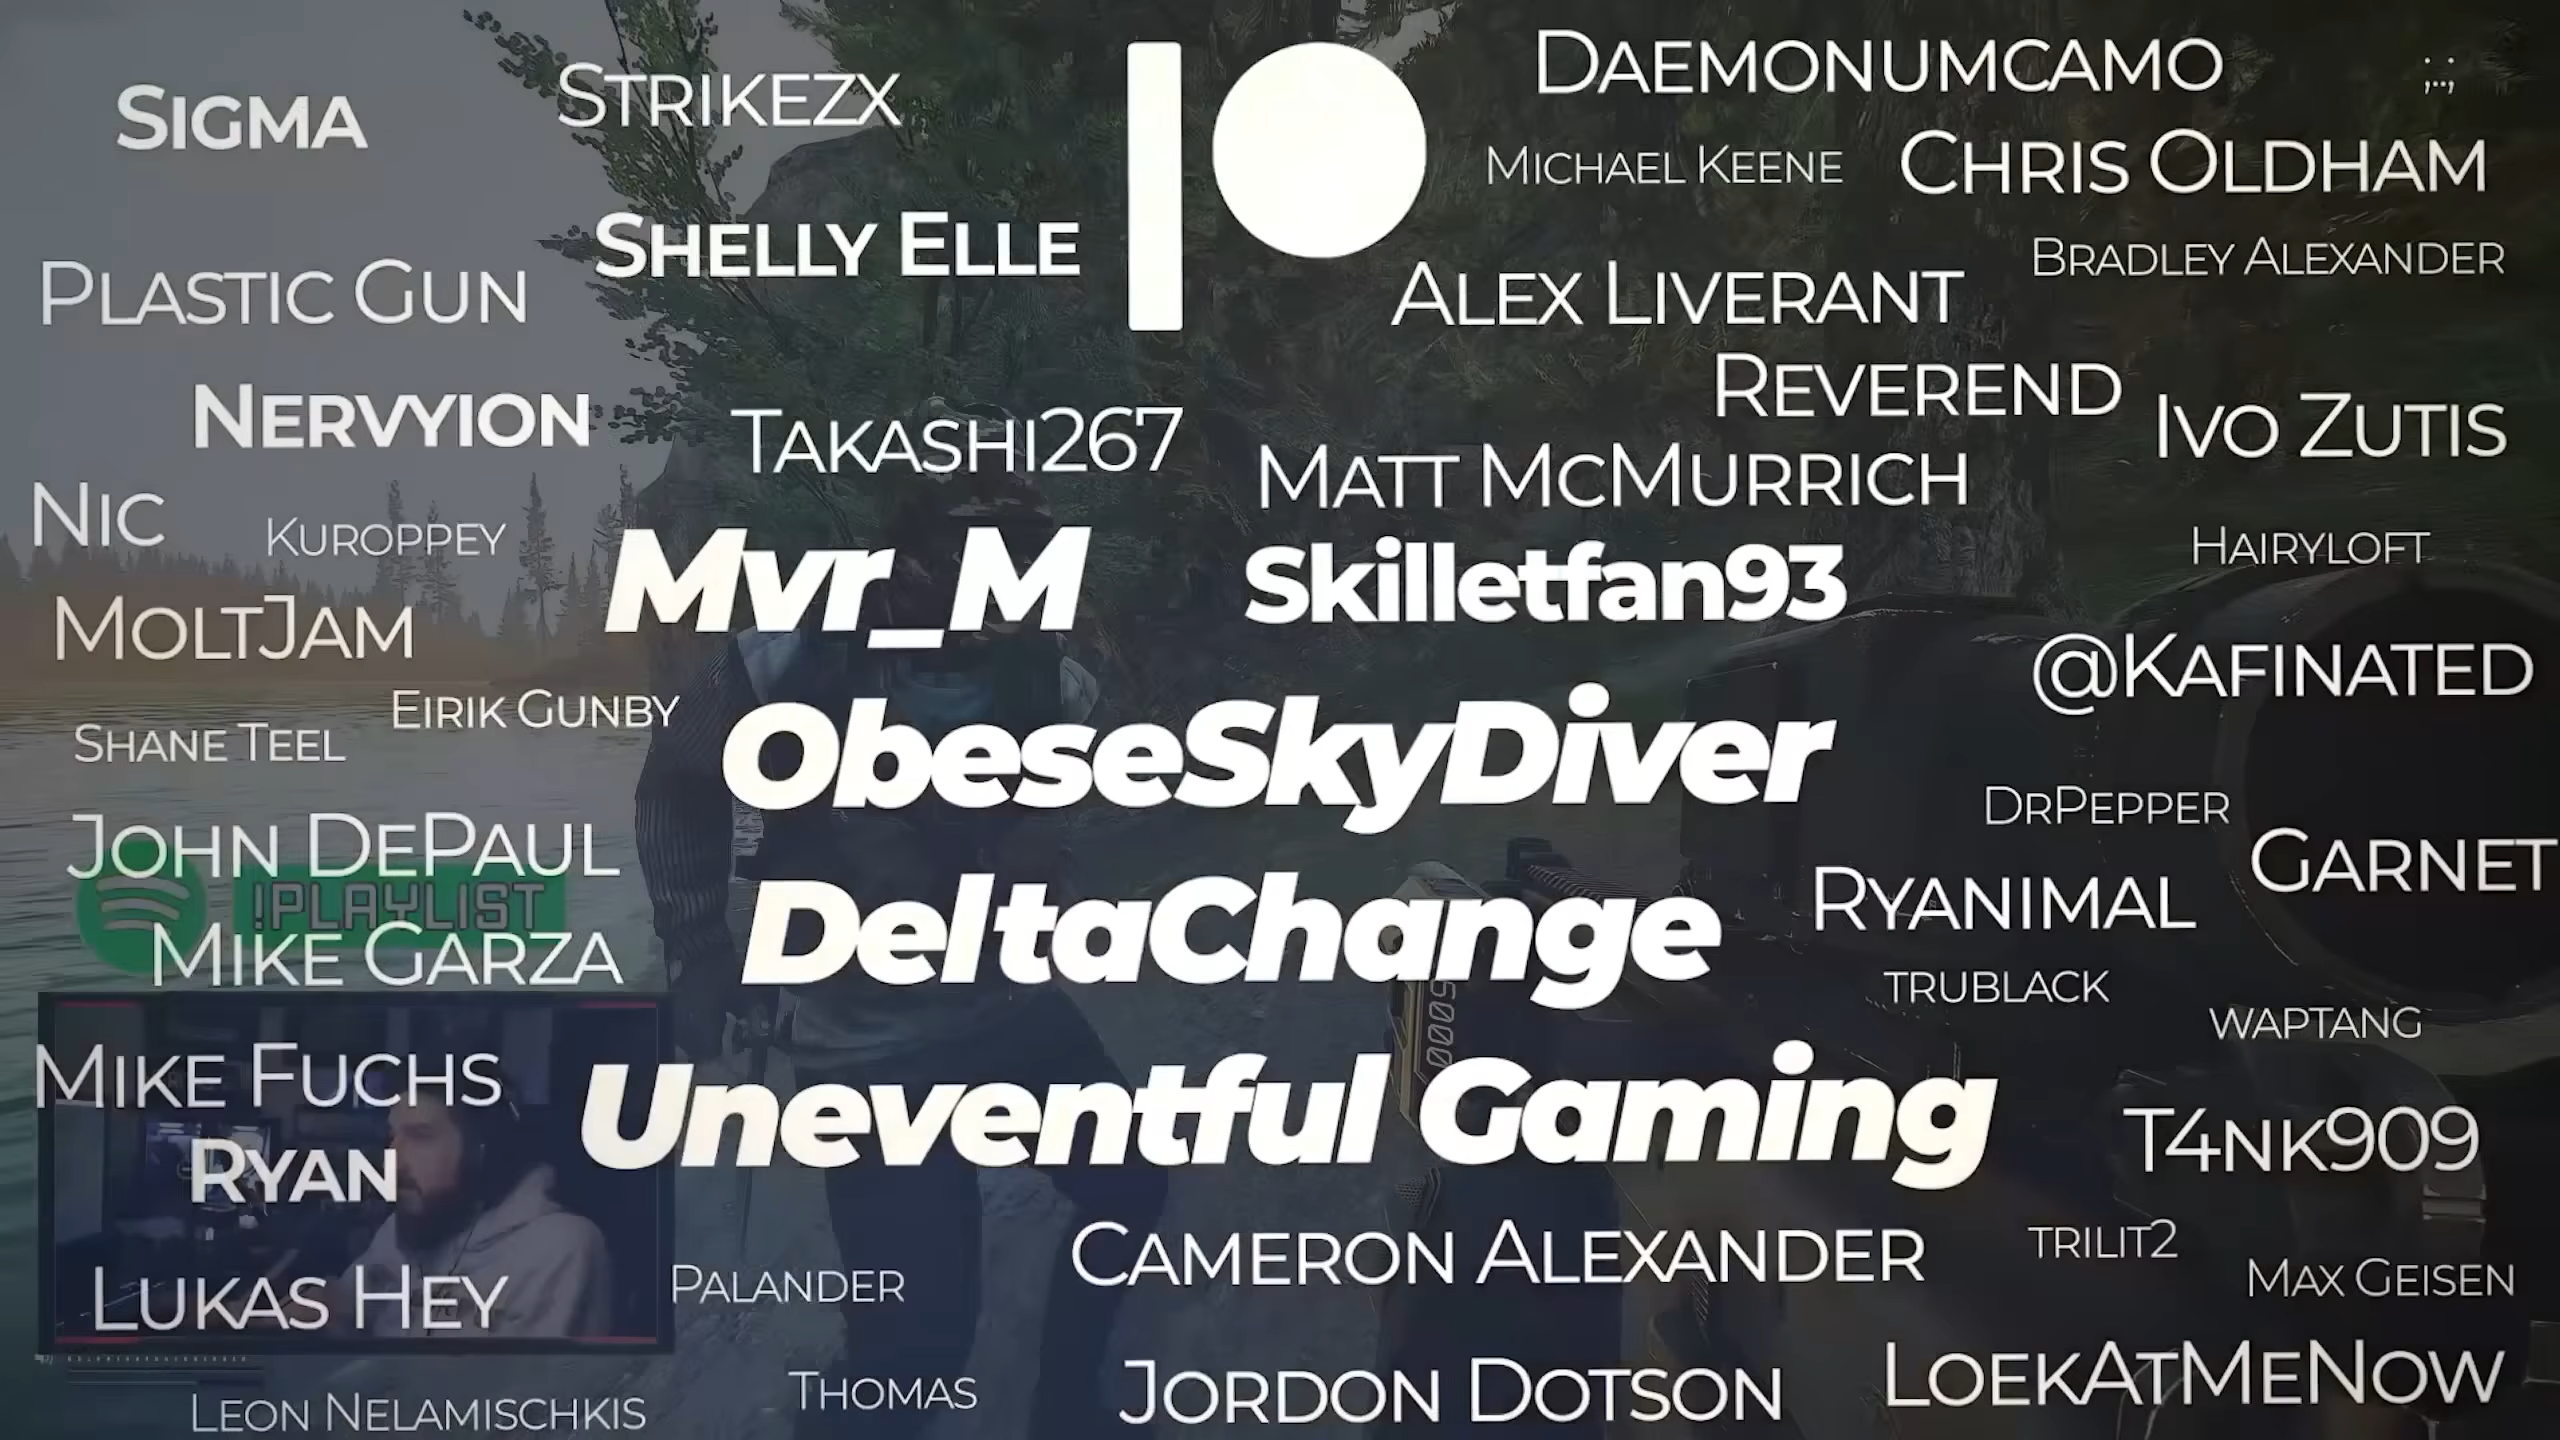 Sigma
Strikezx
Daemonumcamo
;..;
Michael Keene
Chris Oldham
Shelly Elle
Bradley Alexander
Plastic Gun
Alex Liverant
Reverend
Nervyion
Takashi267
Ivo Zutis
Matt McMurrich
Nic
Kuroppey
Mvr_M
Skilletfan93
Hairyloft
MoltJam
@Kafinated
Eirik Gunby
Shane Teel
ObeseSkyDiver
DrPepper
John DePaul
Garnet
!PLAYLIST
Ryanimal
DeltaChange
Mike Garza
trublack
waptang
Mike Fuchs
Uneventful Gaming
T4nk909
Ryan
Cameron Alexander
trilit2
Palander
Max Geisen
Lukas Hey
Thomas
Jordon Dotson
LoekAtMeNow
Leon Nelamischkis